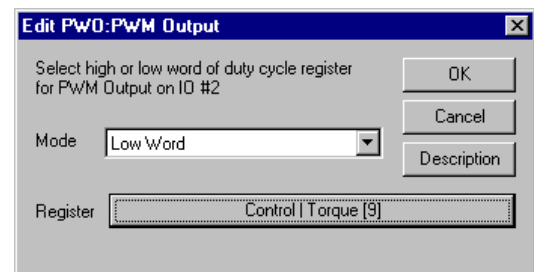 Edit PWO:PWM Output
Select high or low word of duty cycle register
for PWM Output on IO #2
OK
Cancel
Mode
Low Word
Description
Register
Control | Torque [9]